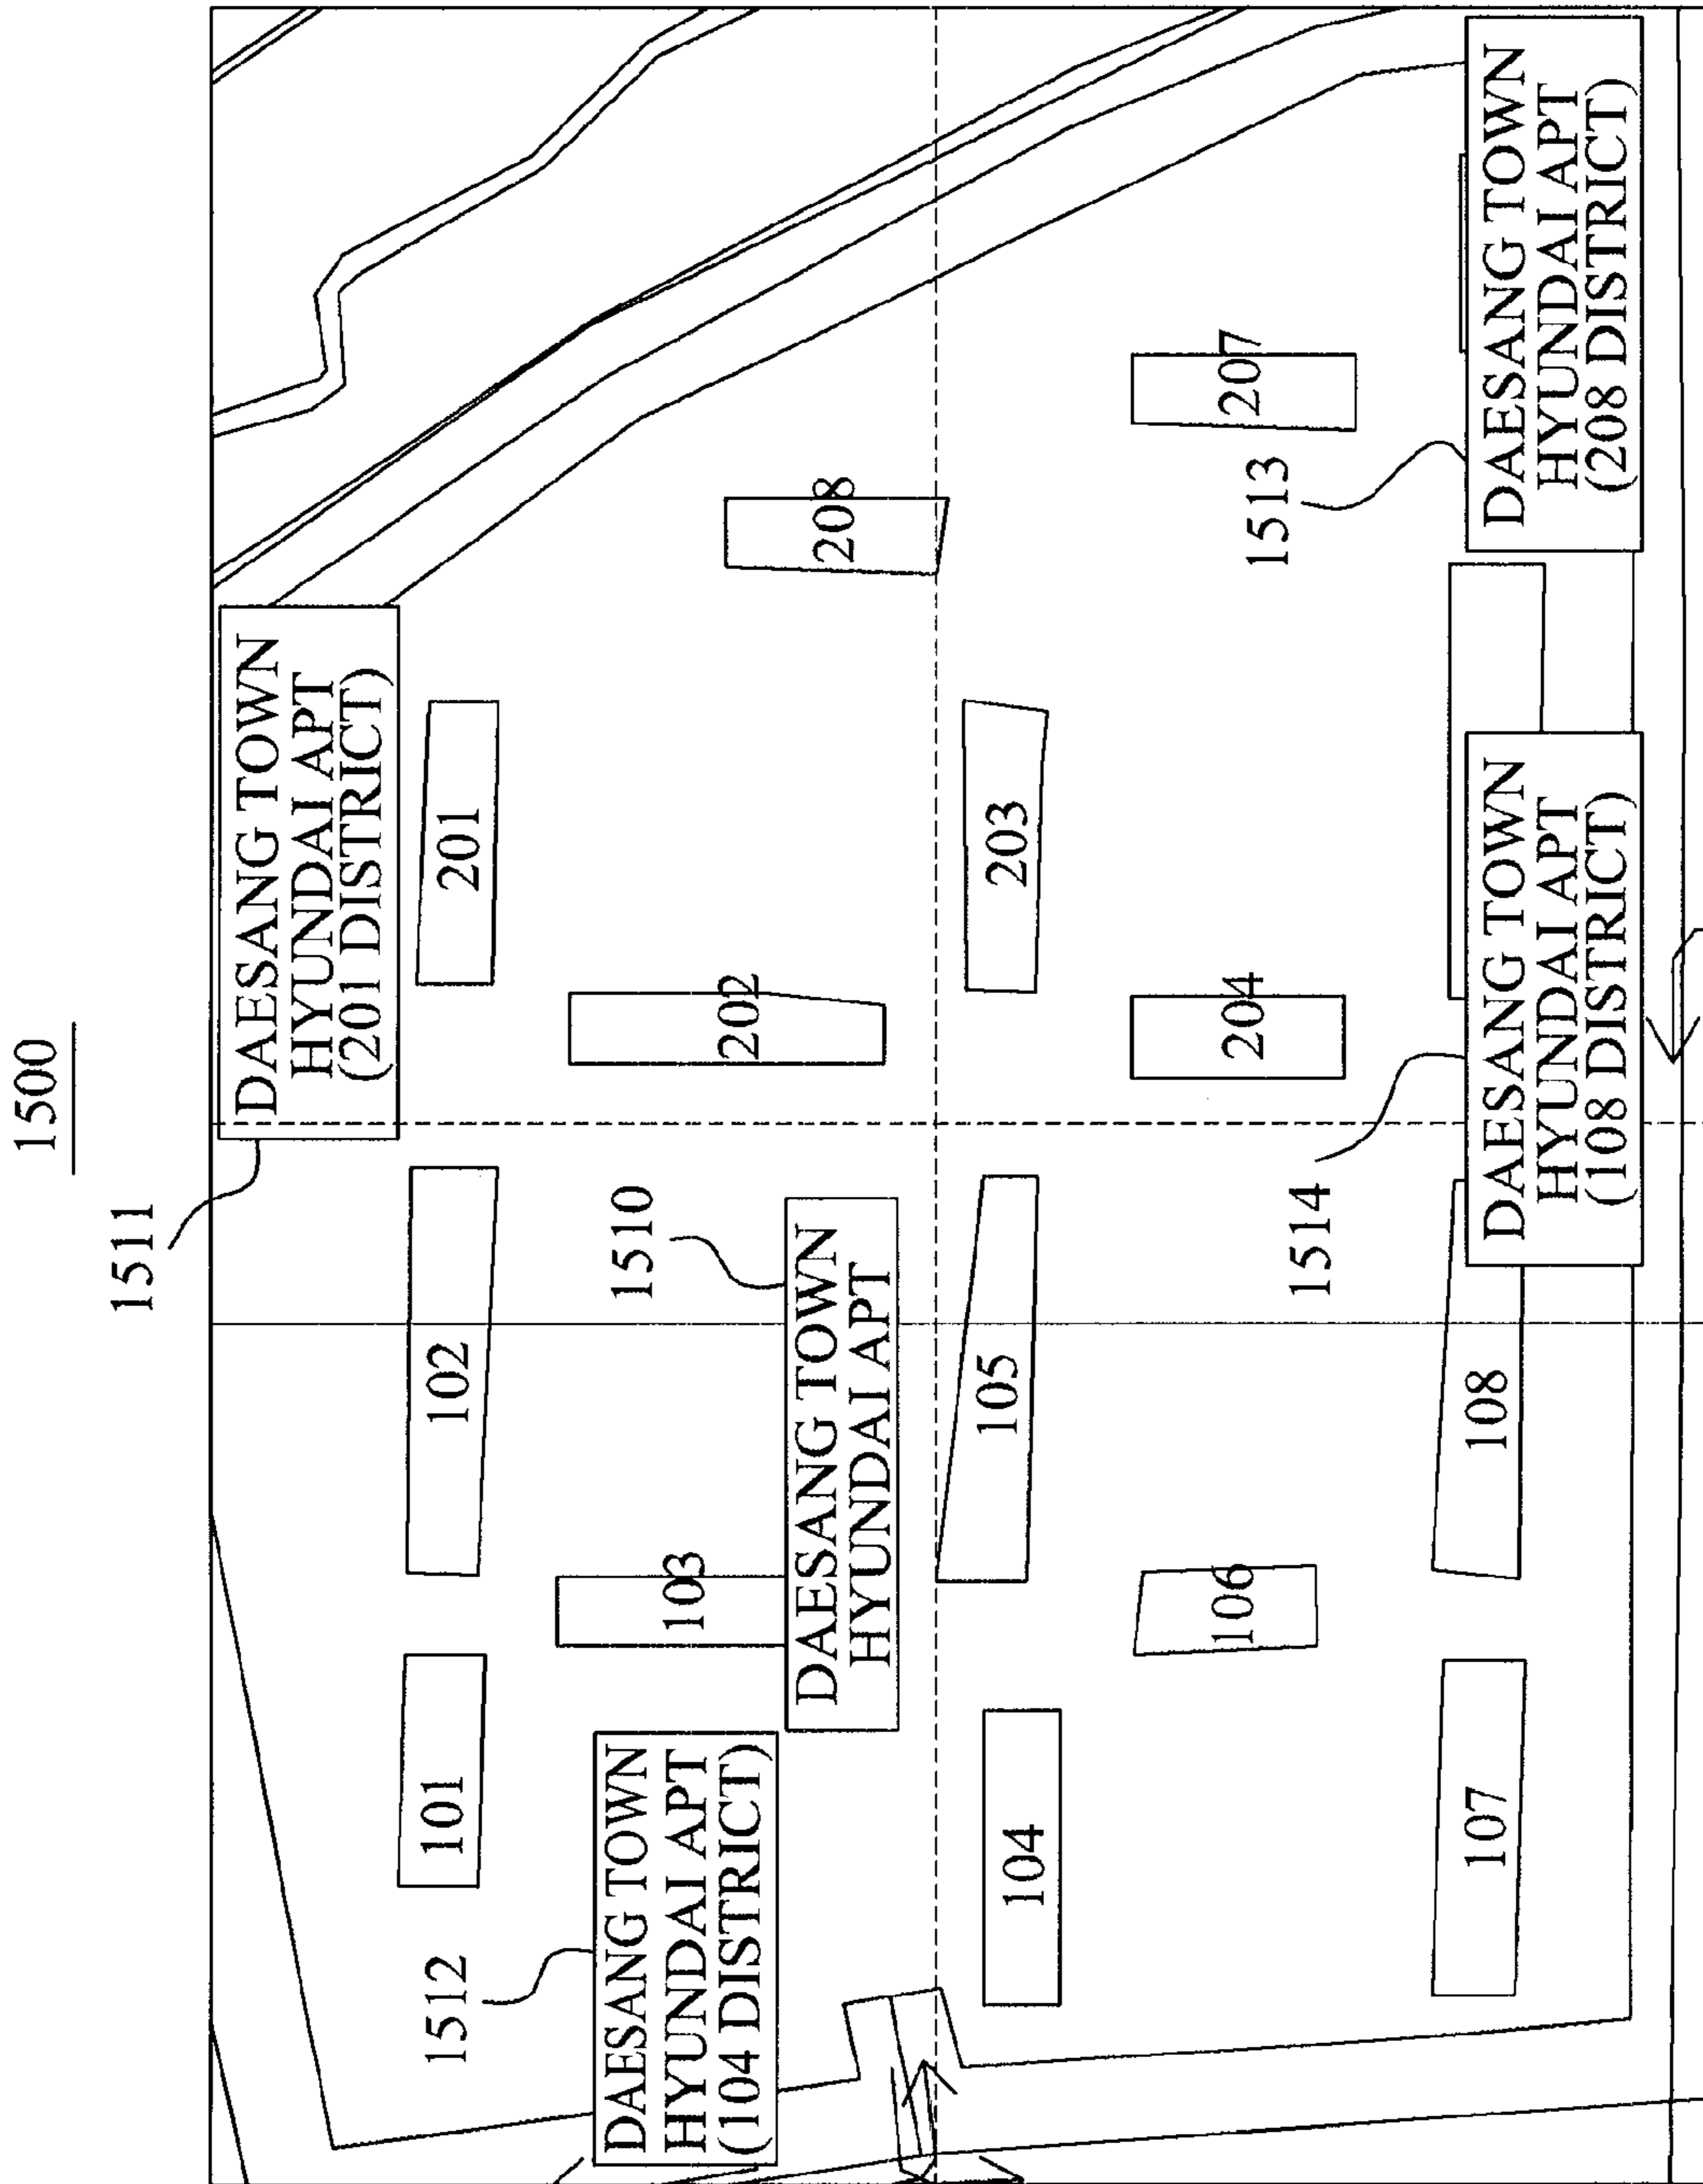 1500
1511
DAESANG TOWN
HYUNDAI APT
(201 DISTRICT)
101
102
201
1512
DAESANG TOWN
HYUNDAI APT
(104 DISTRICT)
103
1510
202
208
DAESANG TOWN
HYUNDAI APT
104
105
203
106
204
207
1514
1513
107
108
DAESANG TOWN
HYUNDAI APT
(108 DISTRICT)
DAESANG TOWN
HYUNDAI APT
(208 DISTRICT)